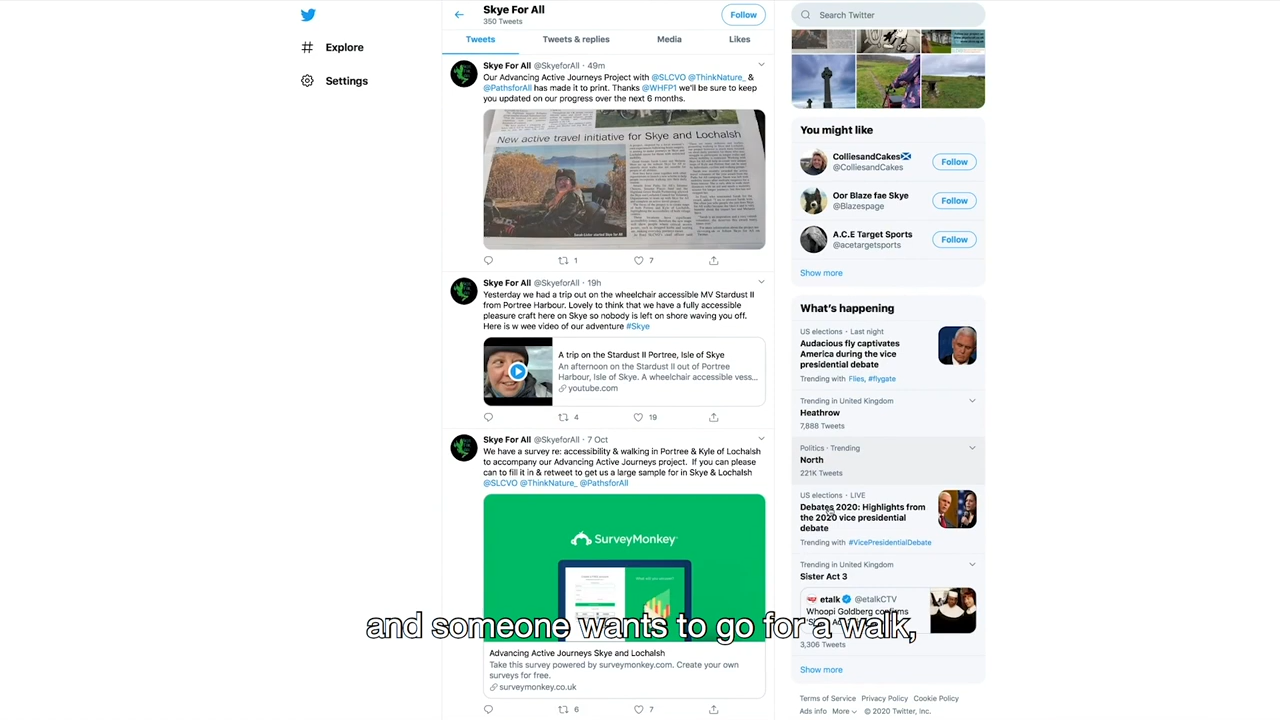 Explore
Settings
Skye For All
350 Tweets
Follow
Tweets
Tweets & replies
Media
Likes
Skye For All @SkyeforAll · 49m
Our Advancing Active Journeys Project with @SLCVO @ThinkNature_ &
@PathsforAll has made it to print. Thanks @WHFP1 we'll be sure to keep
you updated on our progress over the next 6 months.
New active travel initiative for Skye and Lochalsh
1
7
Skye For All @SkyeforAll · 19h
Yesterday we had a trip out on the wheelchair accessible MV Stardust II
from Portree Harbour. Lovely to think that we have a fully accessible
pleasure craft here on Skye so nobody is left on shore waving you off.
Here is w wee video of our adventure #Skye
A trip on the Stardust II Portree, Isle of Skye
An afternoon on the Stardust II out of Portree
Harbour, Isle of Skye. A wheelchair accessible vess...
youtube.com
4
19
Skye For All @SkyeforAll · 7 Oct
We have a survey re: accessibility & walking in Portree & Kyle of Lochalsh
to accompany our Advancing Active Journeys project. If you can please
can to fill it in & retweet to get us a large sample for in Skye & Lochalsh
@SLCVO @ThinkNature_ @PathsforAll
SurveyMonkey
and someone wants to go for a walk,
Advancing Active Journeys Skye and Lochalsh
Take this survey powered by surveymonkey.com. Create your own
surveys for free.
surveymonkey.co.uk
6
7
Search Twitter
You might like
ColliesandCakes
@ColliesandCakes
Follow
Oor Blaze fae Skye
@Blazespage
Follow
A.C.E Target Sports
@acetargetsports
Follow
Show more
What's happening
US elections · Last night
Audacious fly captivates
America during the vice
presidential debate
Trending with Flies, #flygate
Trending in United Kingdom
Heathrow
7,888 Tweets
Politics · Trending
North
221K Tweets
US elections · LIVE
Debates 2020: Highlights from
the 2020 vice presidential
debate
Trending with #VicePresidentialDebate
Trending in United Kingdom
Sister Act 3
etalk @etalkCTV
Whoopi Goldberg confirms
3,306 Tweets
Show more
Terms of Service Privacy Policy Cookie Policy
Ads info More © 2020 Twitter, Inc.